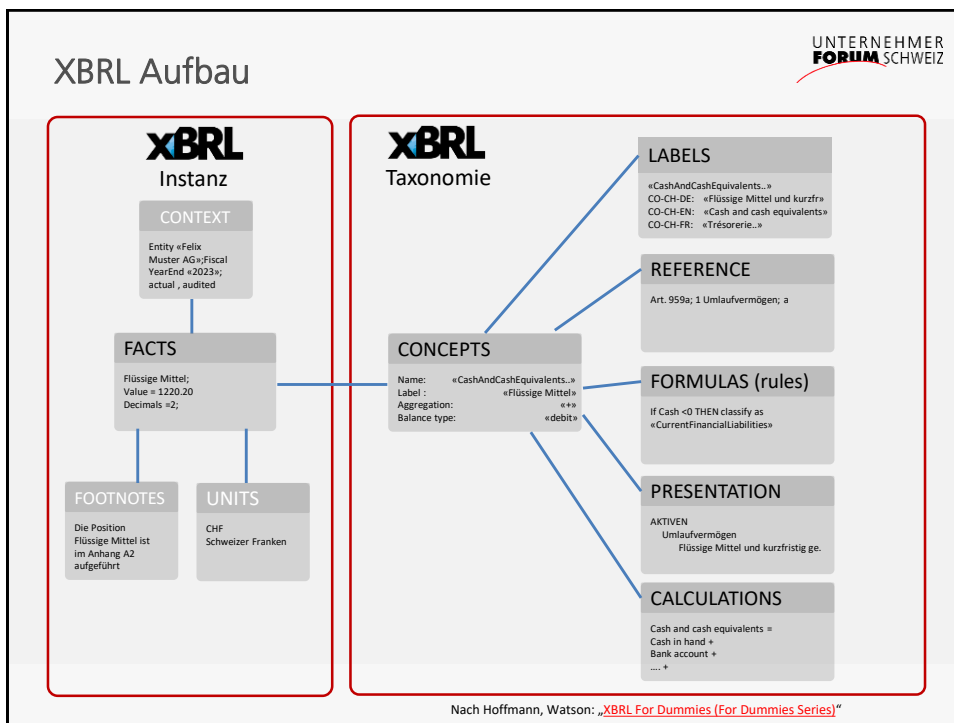 XBRL Aufbau
UNTERNEHMER
FORUM SCHWEIZ
XBRL
Instanz
CONTEXT
Entity «Felix
Muster AG»;Fiscal
YearEnd «2023»;
actual , audited
FACTS
Flüssige Mittel;
Value = 1220.20
Decimals =2;
FOOTNOTES
Die Position
Flüssige Mittel ist
im Anhang A2
aufgeführt
UNITS
CHF
Schweizer Franken
XBRL
Taxonomie
CONCEPTS
Name: «CashAndCashEquivalents..»
Label : «Flüssige Mittel»
Aggregation: «+»
Balance type: «debit»
LABELS
«CashAndCashEquivalents..»
CO-CH-DE: «Flüssige Mittel und kurzfr»
CO-CH-EN: «Cash and cash equivalents»
CO-CH-FR: «Trésorerie..»
REFERENCE
Art. 959a; 1 Umlaufvermögen; a
FORMULAS (rules)
If Cash <0 THEN classify as
«CurrentFinancialLiabilities»
PRESENTATION
AKTIVEN
Umlaufvermögen
Flüssige Mittel und kurzfristig ge.
CALCULATIONS
Cash and cash equivalents =
Cash in hand +
Bank account +
.... +
Nach Hoffmann, Watson: „XBRL For Dummies (For Dummies Series)“